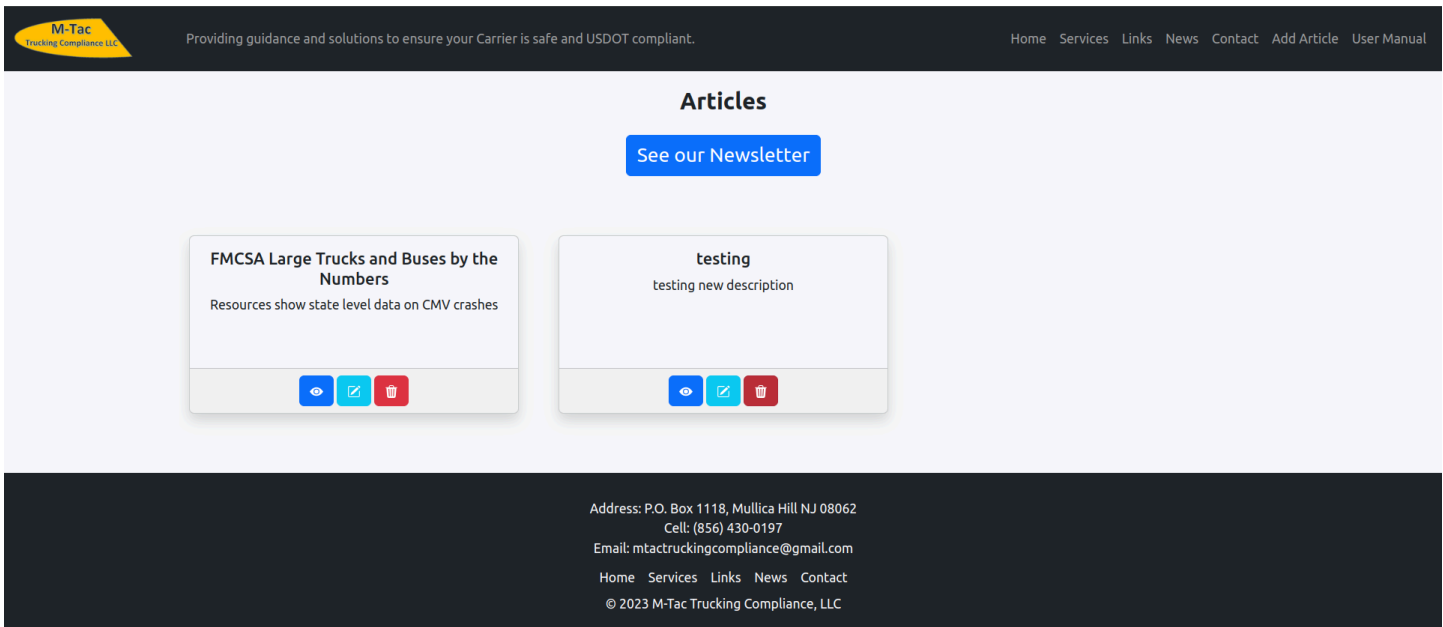 M-Tac
Trucking Compliance LLC
Providing guidance and solutions to ensure your Carrier is safe and USDOT compliant.
Home Services Links News Contact Add Article User Manual
Articles
See our Newsletter
FMCSA Large Trucks and Buses by the
Numbers
Resources show state level data on CMV crashes
testing
testing new description
Address: P.O. Box 1118, Mullica Hill NJ 08062
Cell: (856) 430-0197
Email: mtactruckingcompliance@gmail.com
Home Services Links News Contact
© 2023 M-Tac Trucking Compliance, LLC